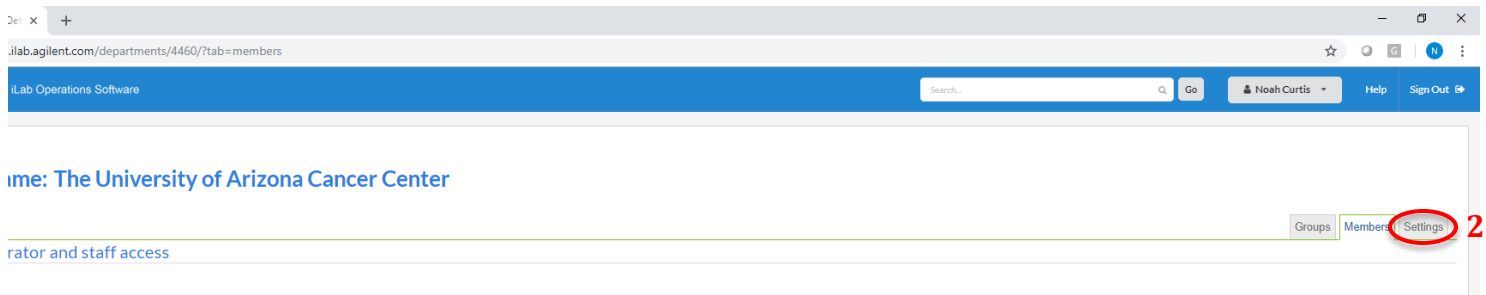 Det × +
.ilab.agilent.com/departments/4460/?tab=members G N
iLab Operations Software Search... Go Noah Curtis Help Sign Out
ame: The University of Arizona Cancer Center
Groups Members Settings 2
rator and staff access